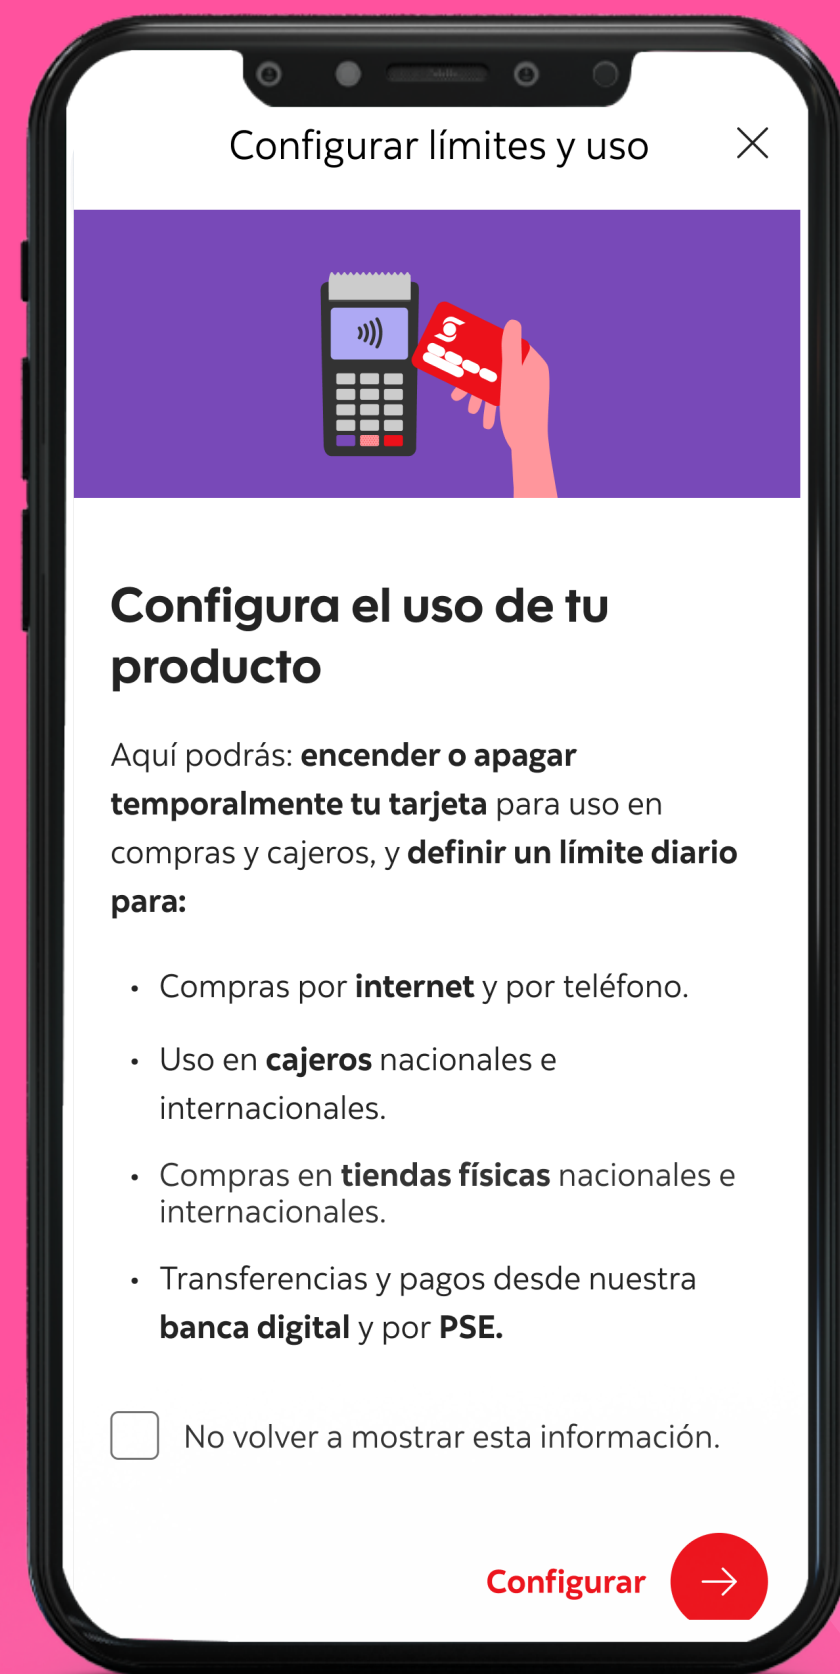 Configurar límites y uso
Configura el uso de tu
producto
Aquí podrás: encender o apagar
temporalmente tu tarjeta para uso en
compras y cajeros, y definir un límite diario
para:
• Compras por internet y por teléfono.
• Uso en cajeros nacionales e
internacionales.
• Compras en tiendas físicas nacionales e
internacionales.
• Transferencias y pagos desde nuestra
banca digital y por PSE.
No volver a mostrar esta información.
Configurar